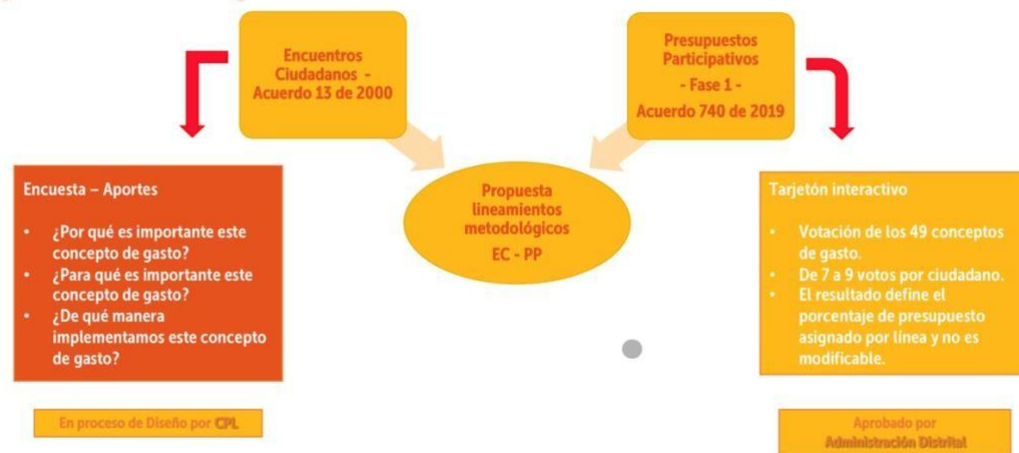 Encuentros
Ciudadanos -
Acuerdo 13 de 2000
Presupuestos
Participativos
- Fase 1 -
Acuerdo 740 de 2019
Propuesta
lineamientos
metodológicos
EC - PP
Encuesta – Aportes
• ¿Por qué es importante este
concepto de gasto?
• ¿Para qué es importante este
concepto de gasto?
• ¿De qué manera
implementamos este concepto
de gasto?
En proceso de Diseño por CPL
Tarjetón interactivo
• Votación de los 49 conceptos
de gasto.
• De 7 a 9 votos por ciudadano.
• El resultado define el
porcentaje de presupuesto
asignado por línea y no es
modificable.
Aprobado por
Administración Distrital